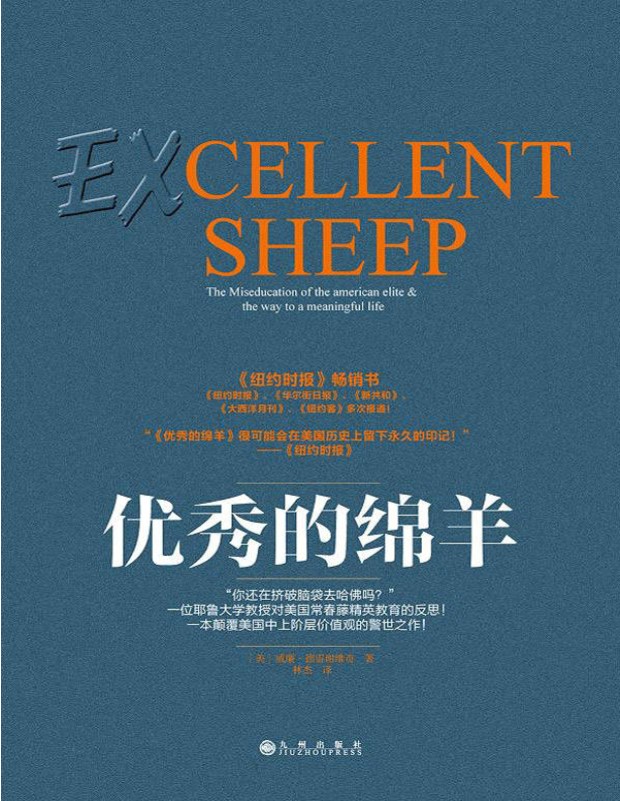 EXCELLENT
SHEEP
The Miseducation of the american elite &
the way to a meaningful life
《纽约时报》畅销书
《纽约时报》、《华尔街日报》、《新共和》、
《大西洋月刊》、《纽约客》多次报道！
“《优秀的绵羊》很可能会在美国历史上留下永久的印记！”
——《纽约时报》
优秀的绵羊
“你还在挤破脑袋去哈佛吗？”
一位耶鲁大学教授对美国常春藤精英教育的反思！
一本颠覆美国中上阶层价值观的警世之作！
［美］威廉·德雷谢维奇 著
林杰 译
九州出版社
JIUZHOUPRESS